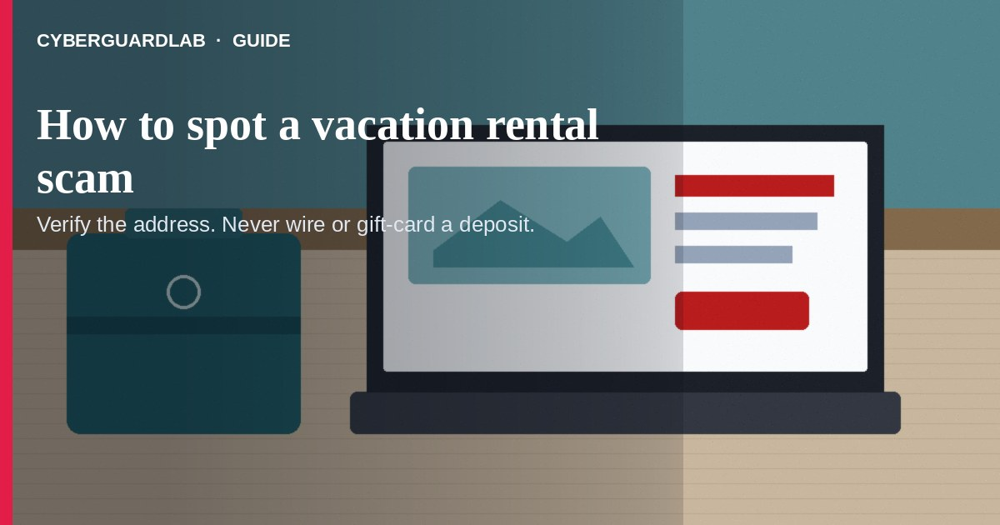 CYBERGUARDLAB · GUIDE
How to spot a vacation rental
scam
Verify the address. Never wire or gift-card a deposit.